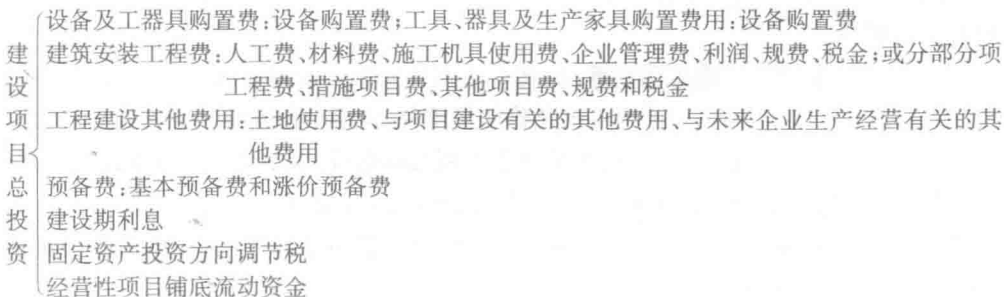 设备及工器具购置费:设备购置费;工具、器具及生产家具购置费用:设备购置费
建筑安装工程费:人工费、材料费、施工机具使用费、企业管理费、利润、规费、税金;或分部分项
工程费、措施项目费、其他项目费、规费和税金
工程建设其他费用:土地使用费、与项目建设有关的其他费用、与未来企业生产经营有关的其
他费用
预备费:基本预备费和涨价预备费
建设期利息
固定资产投资方向调节税
经营性项目铺底流动资金
建设项目总投资